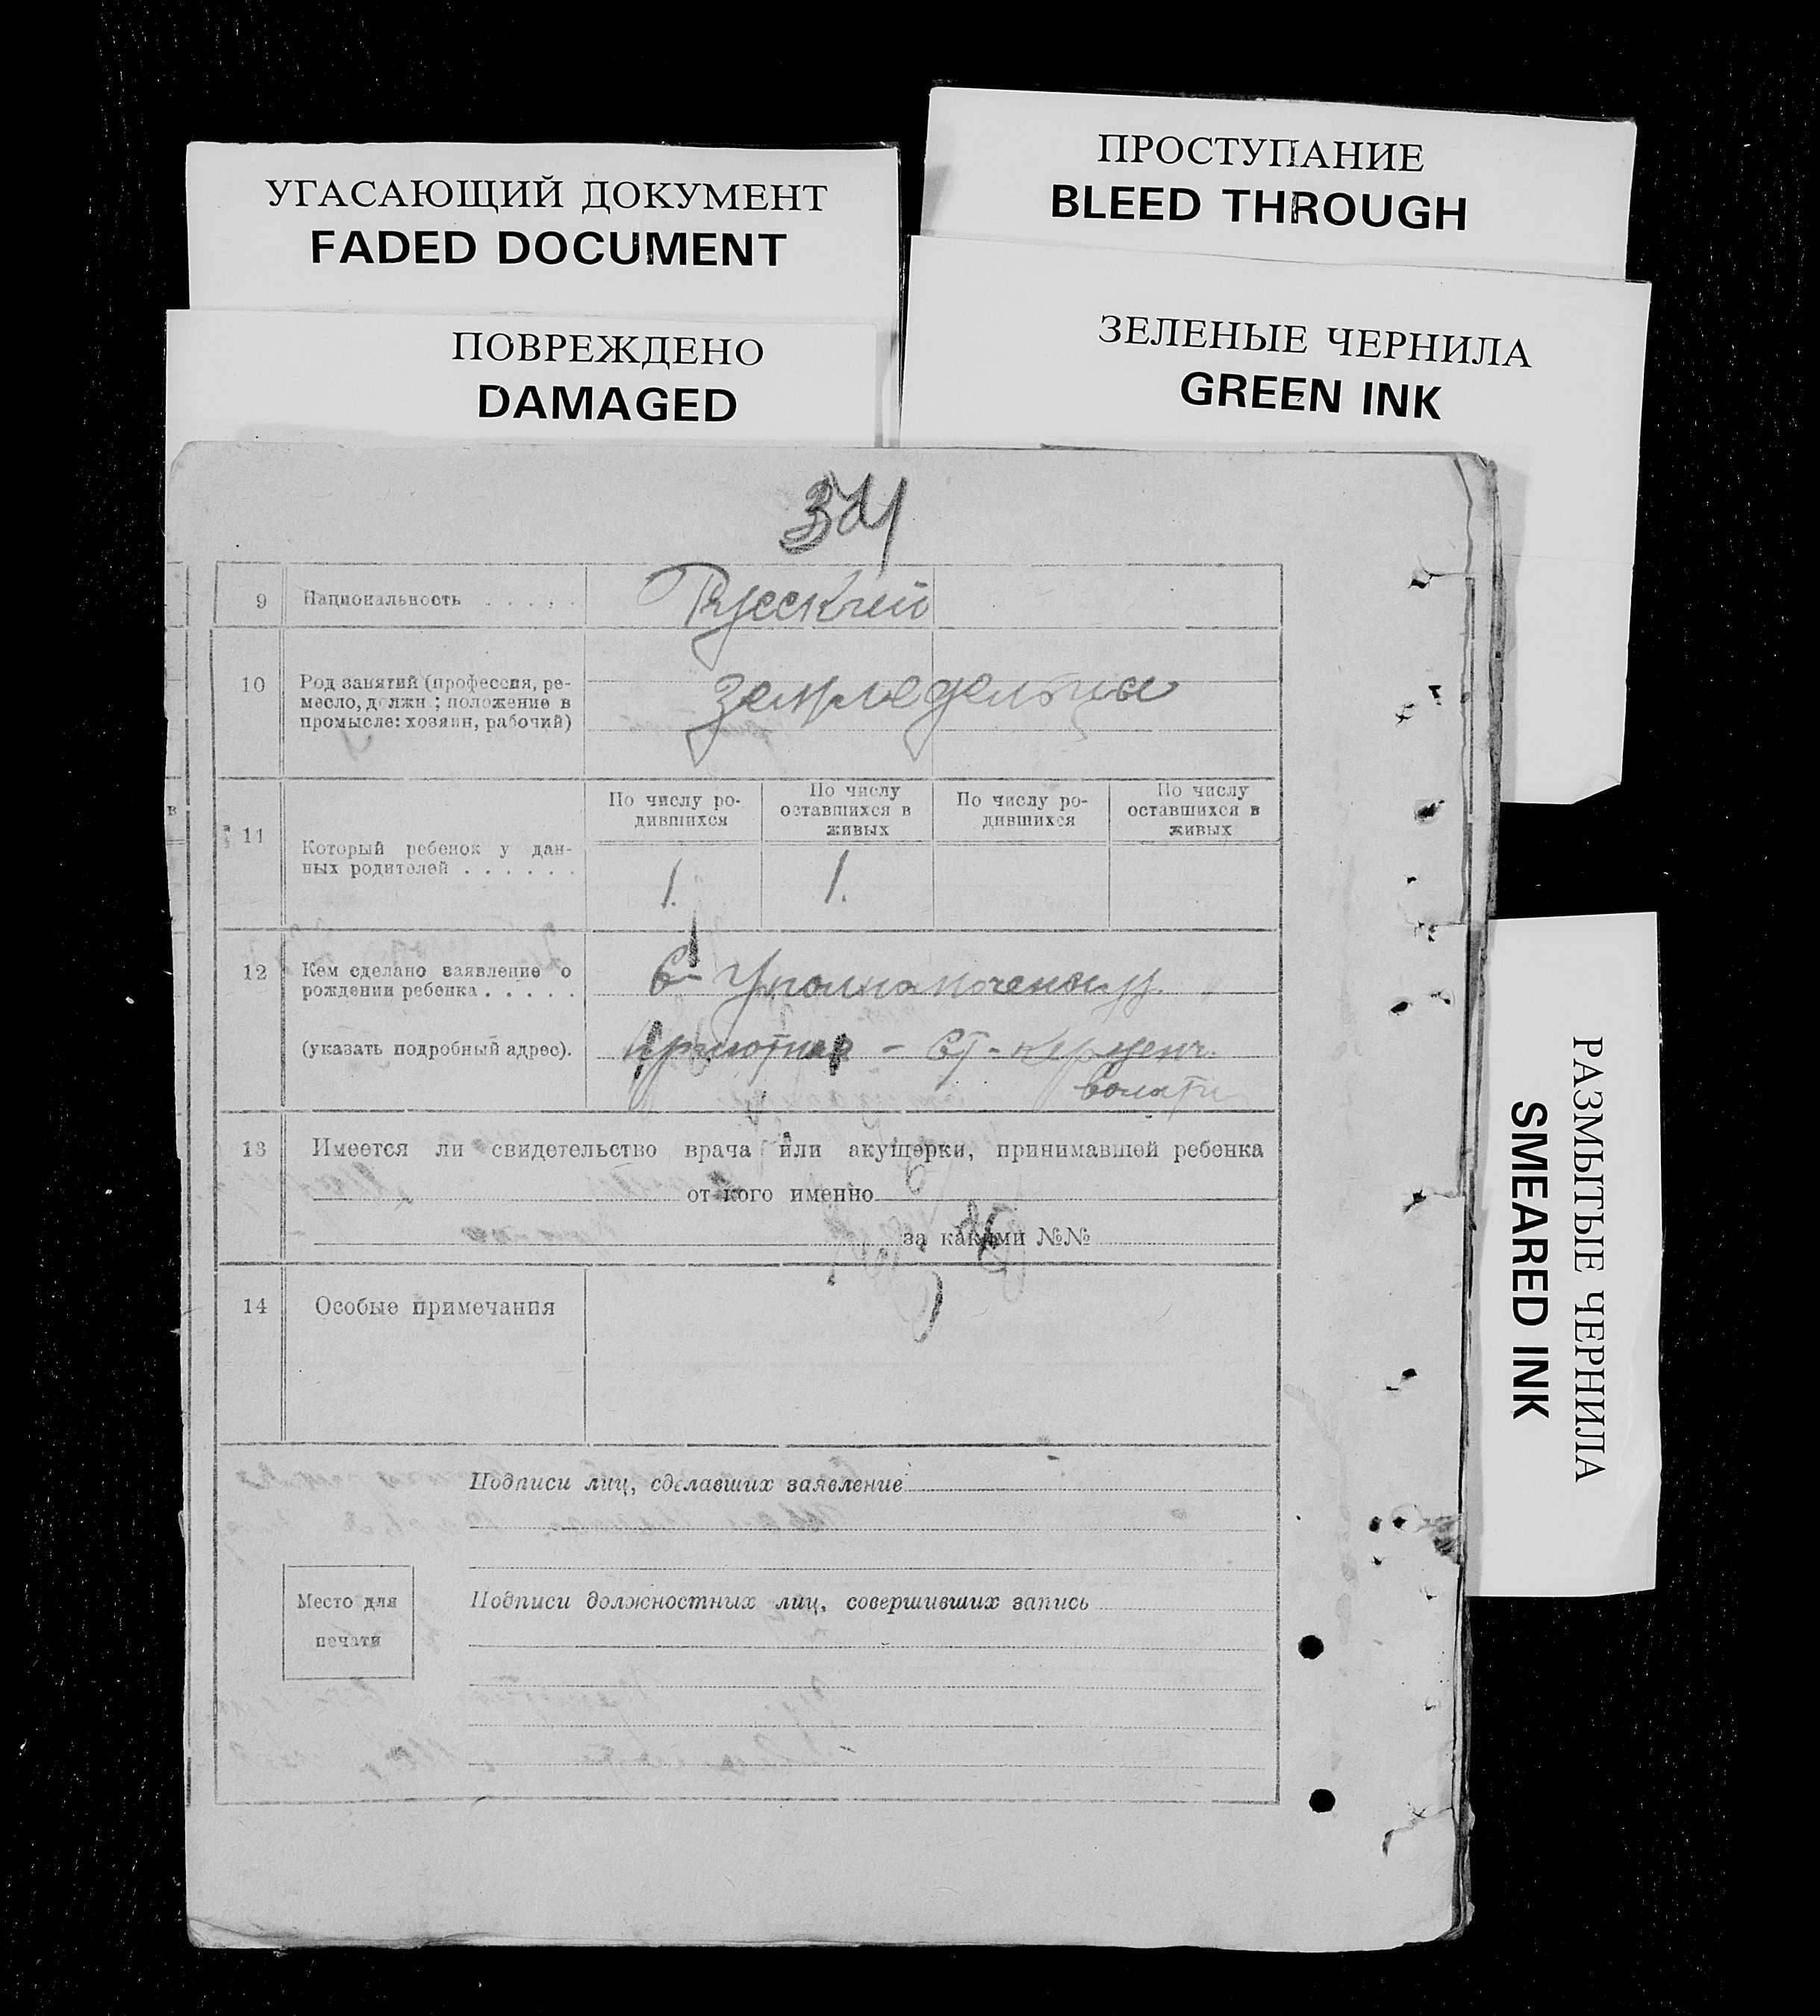 УГАСАЮЩИЙ ДОКУМЕНТ
FADED DOCUMENT
ПРОСТУПАНИЕ
BLEED THROUGH
ПОВРЕЖДЕНО
DAMAGED
ЗЕЛЕНЫЕ ЧЕРНИЛА
GREEN INK
9 Национальность . . . . . Русский
10 Род занятий (профессия, ре-
месло, должн; положение в
промысле: хозяин, рабочий)
земледельцы
По числу ро-
дившихся
По числу
оставшихся в
живых
По числу ро-
дившихся
По числу
оставшихся в
живых
11 Который ребенок у дан-
ных родителей . . . . . .
1. 1.
12 Кем сделано заявление о
рождении ребенка . . . . .
(указать подробный адрес).
13 Имеется ли свидетельство врача или акушерки, принимавшей ребенка
от кого именно
за какими №№
14 Особые примечания
Подписи лиц, сделавших заявление
Место для
печати
Подписи должностных лиц, совершивших запись
РАЗМЫТЫЕ ЧЕРНИЛА
SMEARED INK